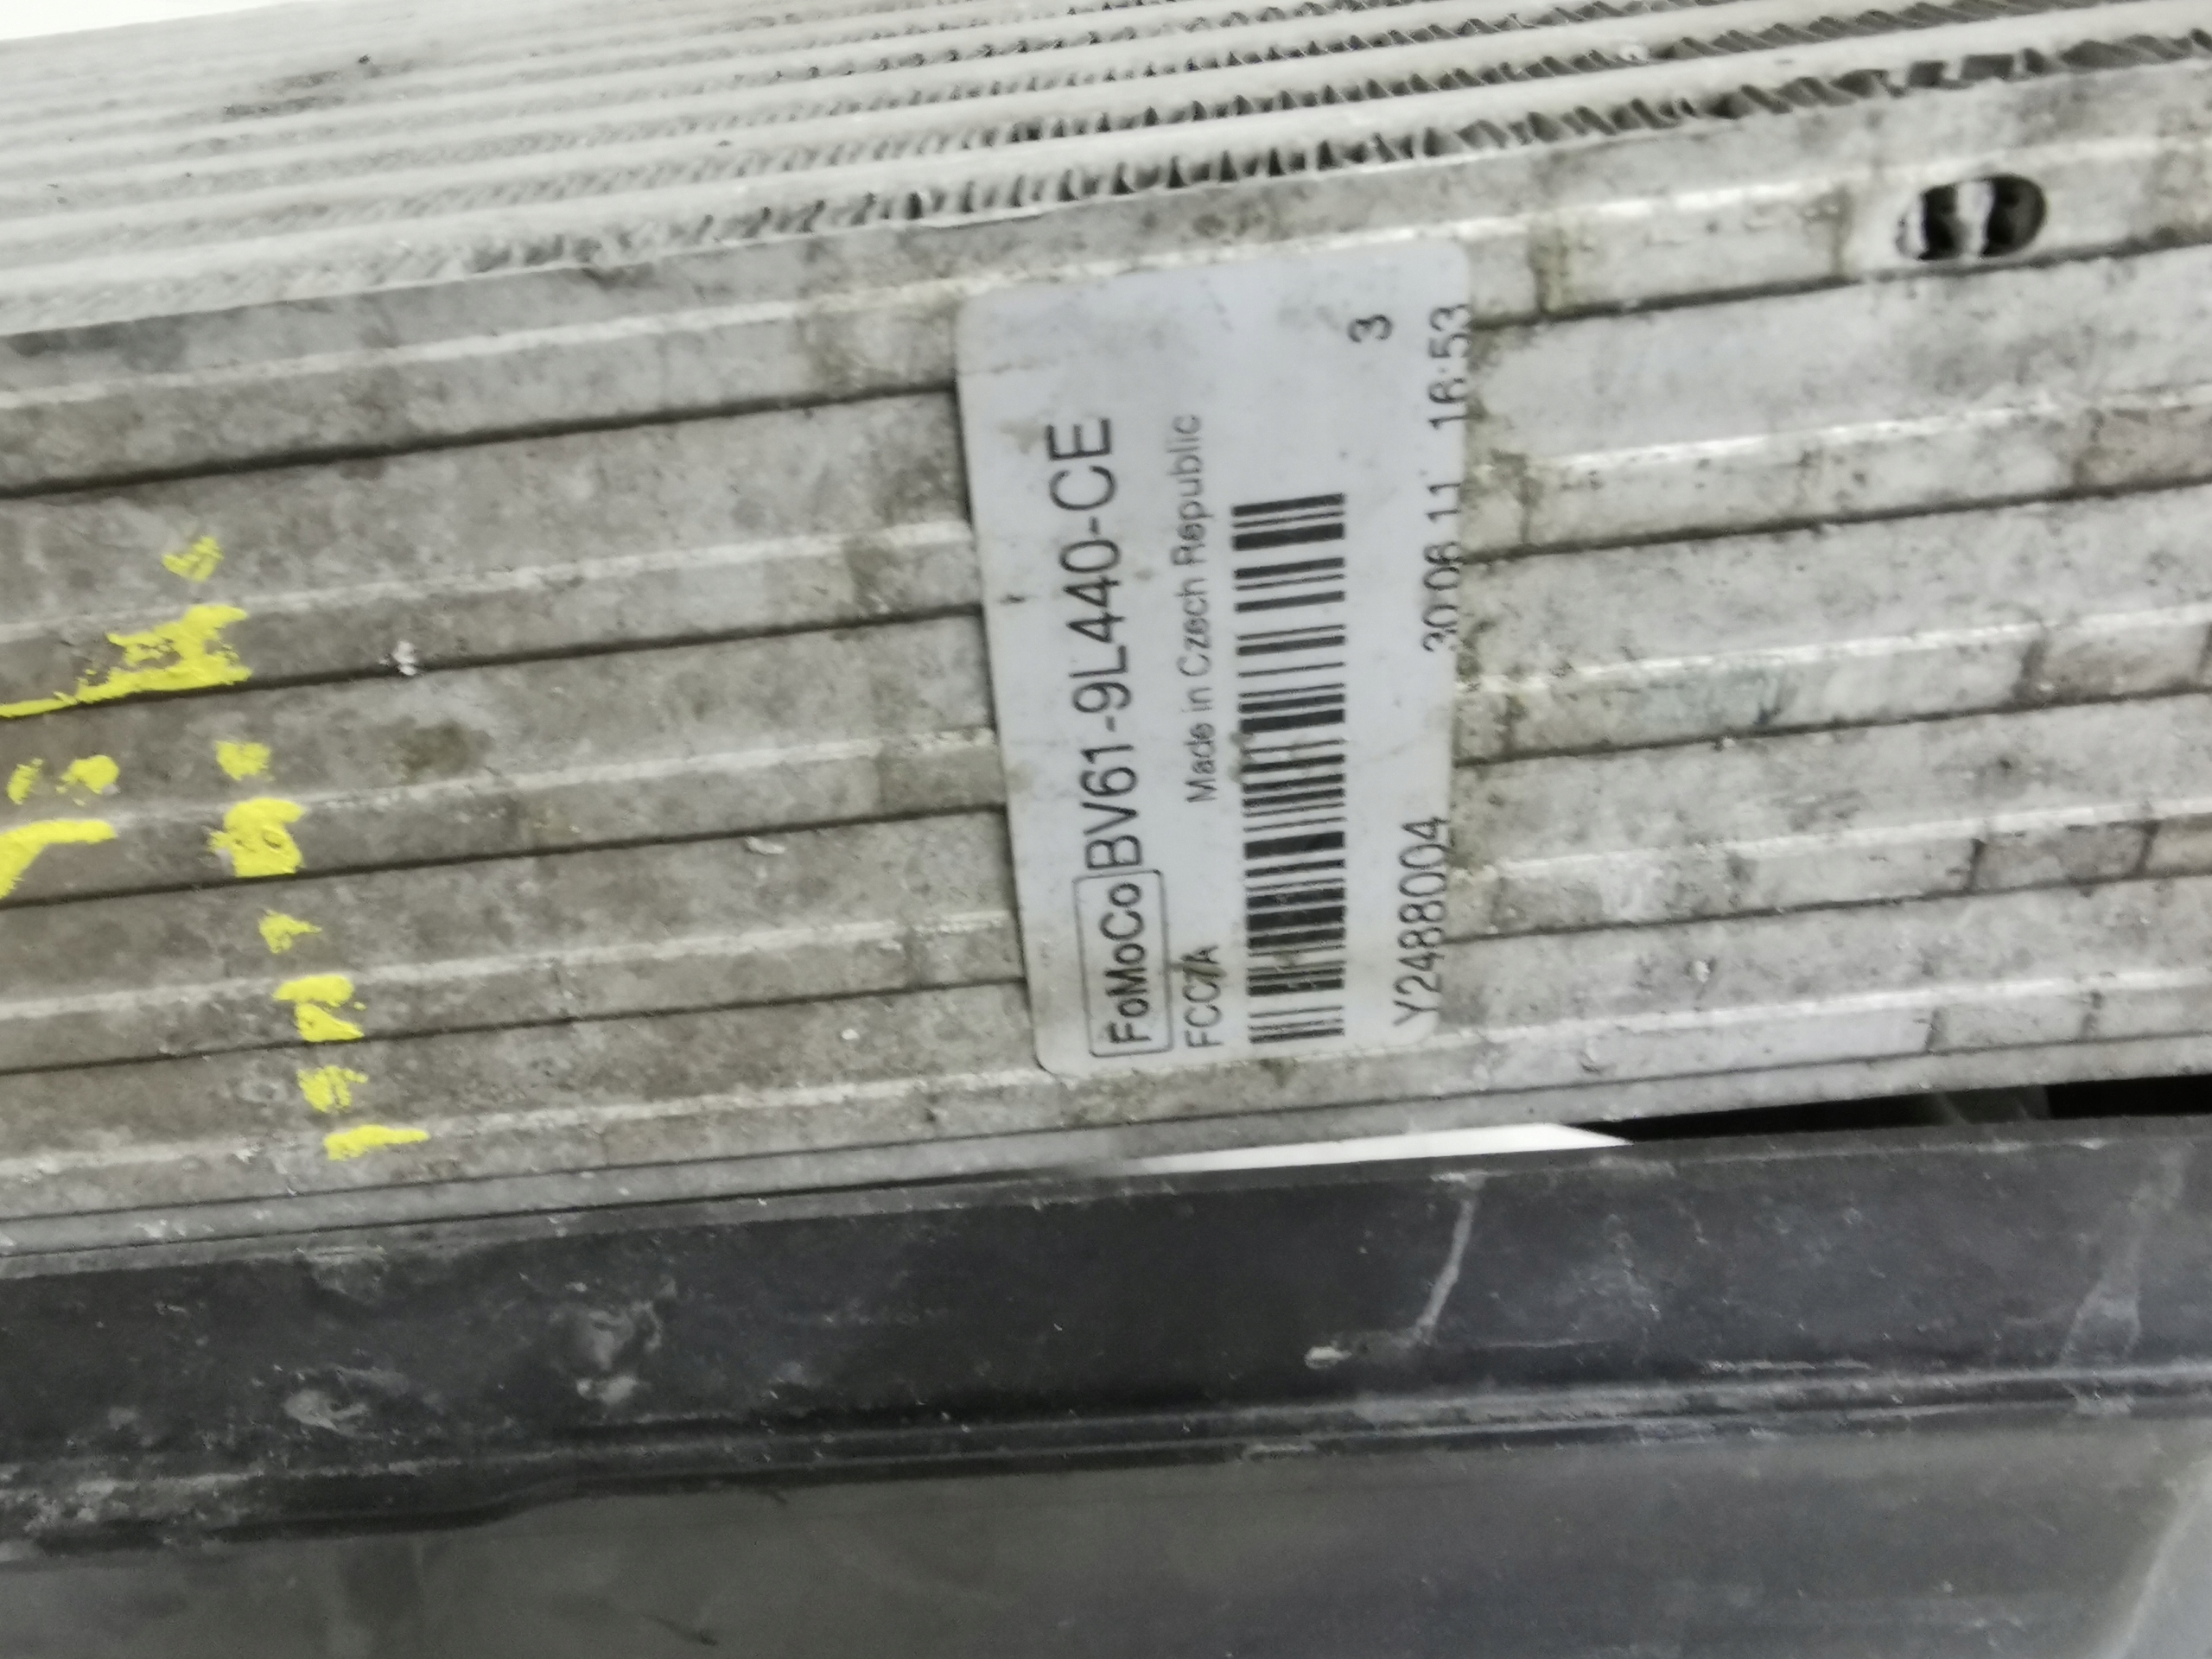 FoMoCo BV61-9L440-CE
FCC7A Made in Czech Republic
3
Y2488004 30 06 11 16:53